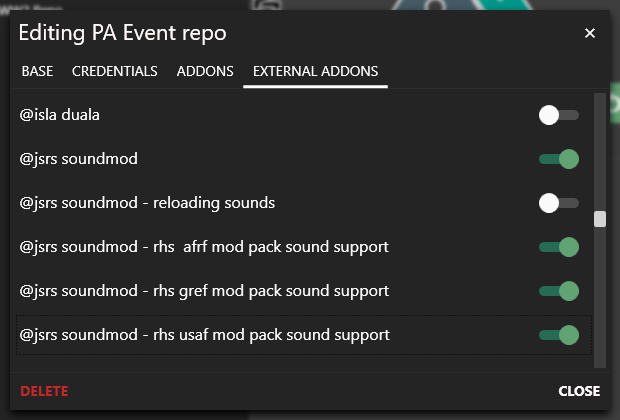 Editing PA Event repo
BASE CREDENTIALS ADDONS EXTERNAL ADDONS
@isla duala
@jsrs soundmod
@jsrs soundmod - reloading sounds
@jsrs soundmod - rhs  afrf mod pack sound support
@jsrs soundmod - rhs gref mod pack sound support
@jsrs soundmod - rhs usaf mod pack sound support
DELETE CLOSE